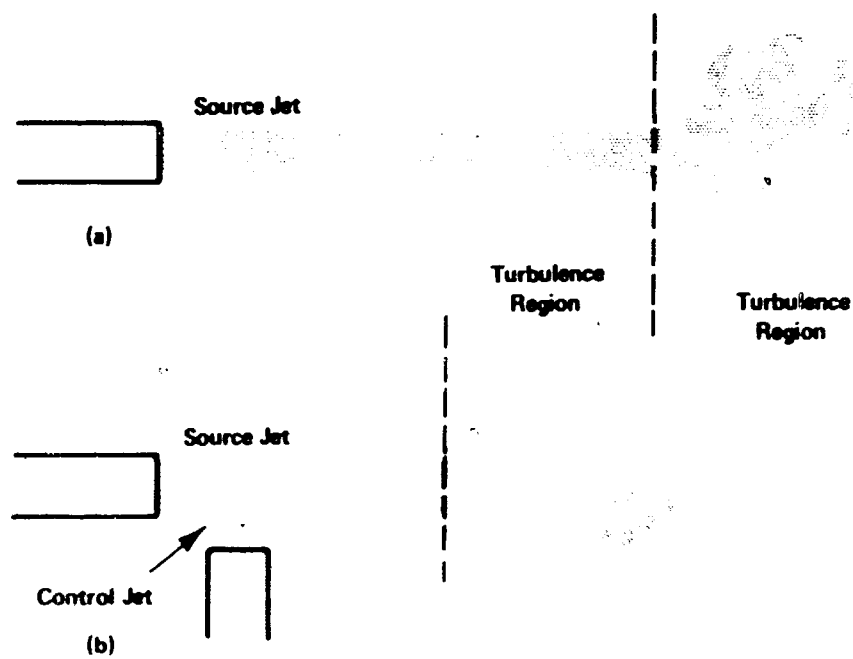 Source Jet
(a)
Turbulence
Region
Turbulence
Region
Source Jet
Control Jet
(b)